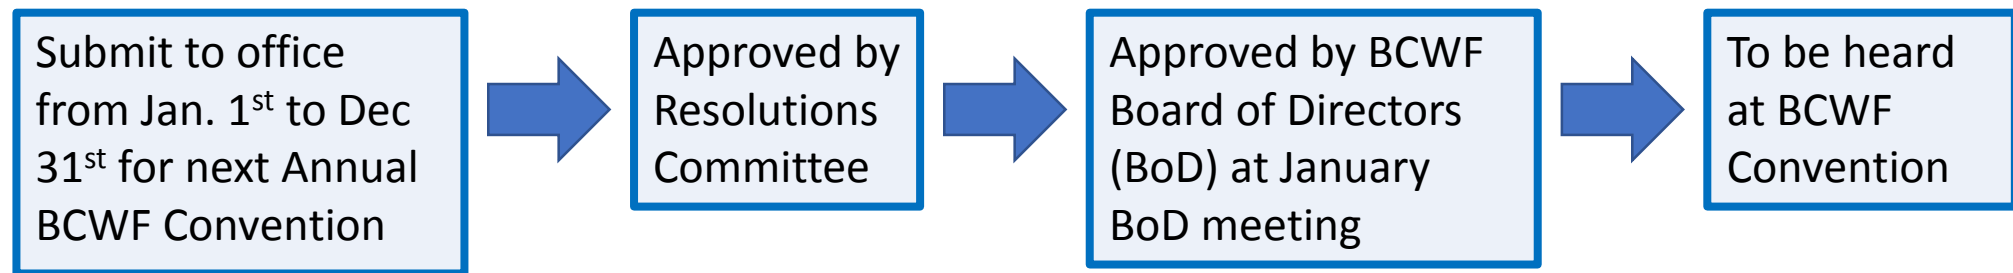 Submit to office
from Jan. 1st to Dec
31st for next Annual
BCWF Convention
Approved by
Resolutions
Committee
Approved by BCWF
Board of Directors
(BoD) at January
BoD meeting
To be heard
at BCWF
Convention